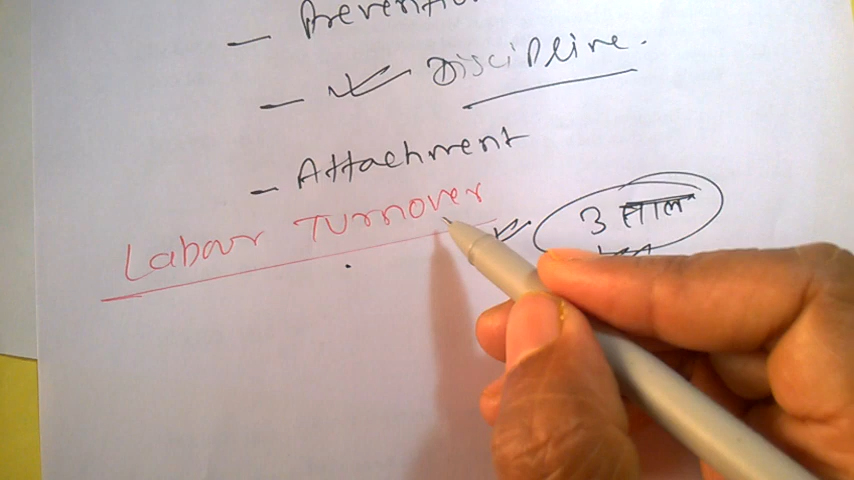 - Prevention
- Discipline.
- Attachment
Labour Turnover
3 साल